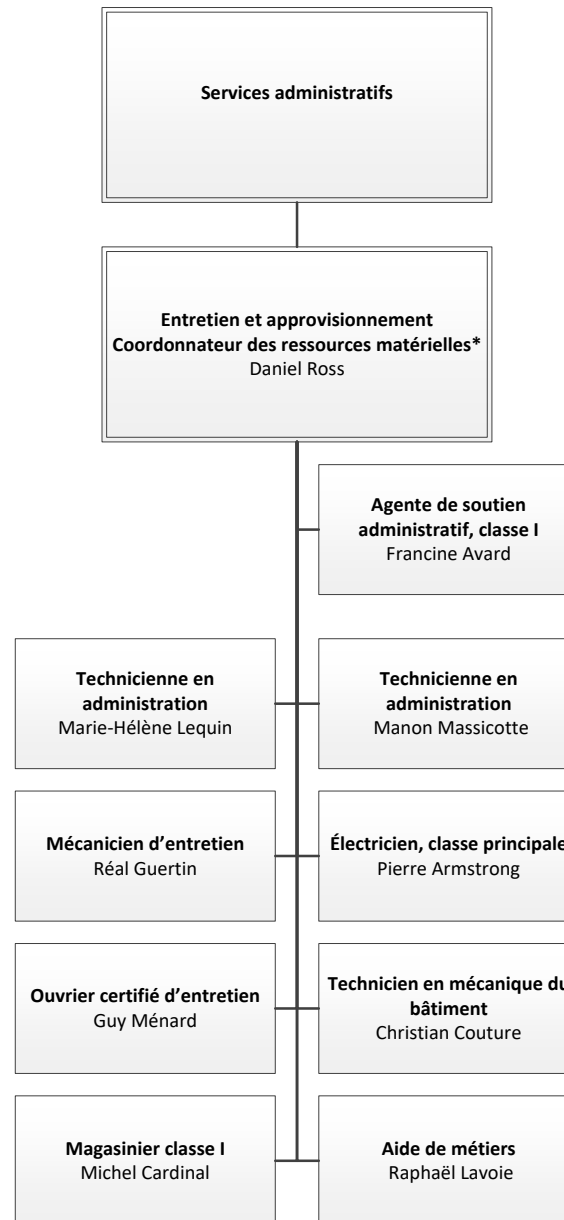 Services administratifs
Entretien et approvisionnement
Coordonnateur des ressources matérielles*
Daniel Ross
Agente de soutien
administratif, classe I
Francine Avard
Technicienne en
administration
Marie-Hélène Lequin
Technicienne en
administration
Manon Massicotte
Mécanicien d’entretien
Réal Guertin
Électricien, classe principale
Pierre Armstrong
Ouvrier certifié d’entretien
Guy Ménard
Technicien en mécanique du
bâtiment
Christian Couture
Magasinier classe I
Michel Cardinal
Aide de métiers
Raphaël Lavoie